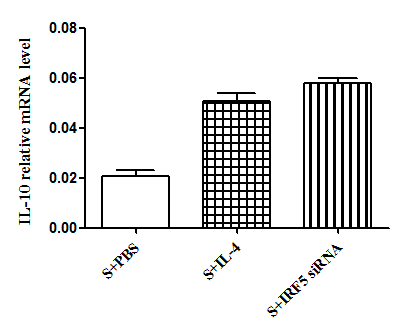 IL-10 relative mRNA level
0.08
0.06
0.04
0.02
0.00
S+PBS
S+IL-4
S+IRF5 siRNA